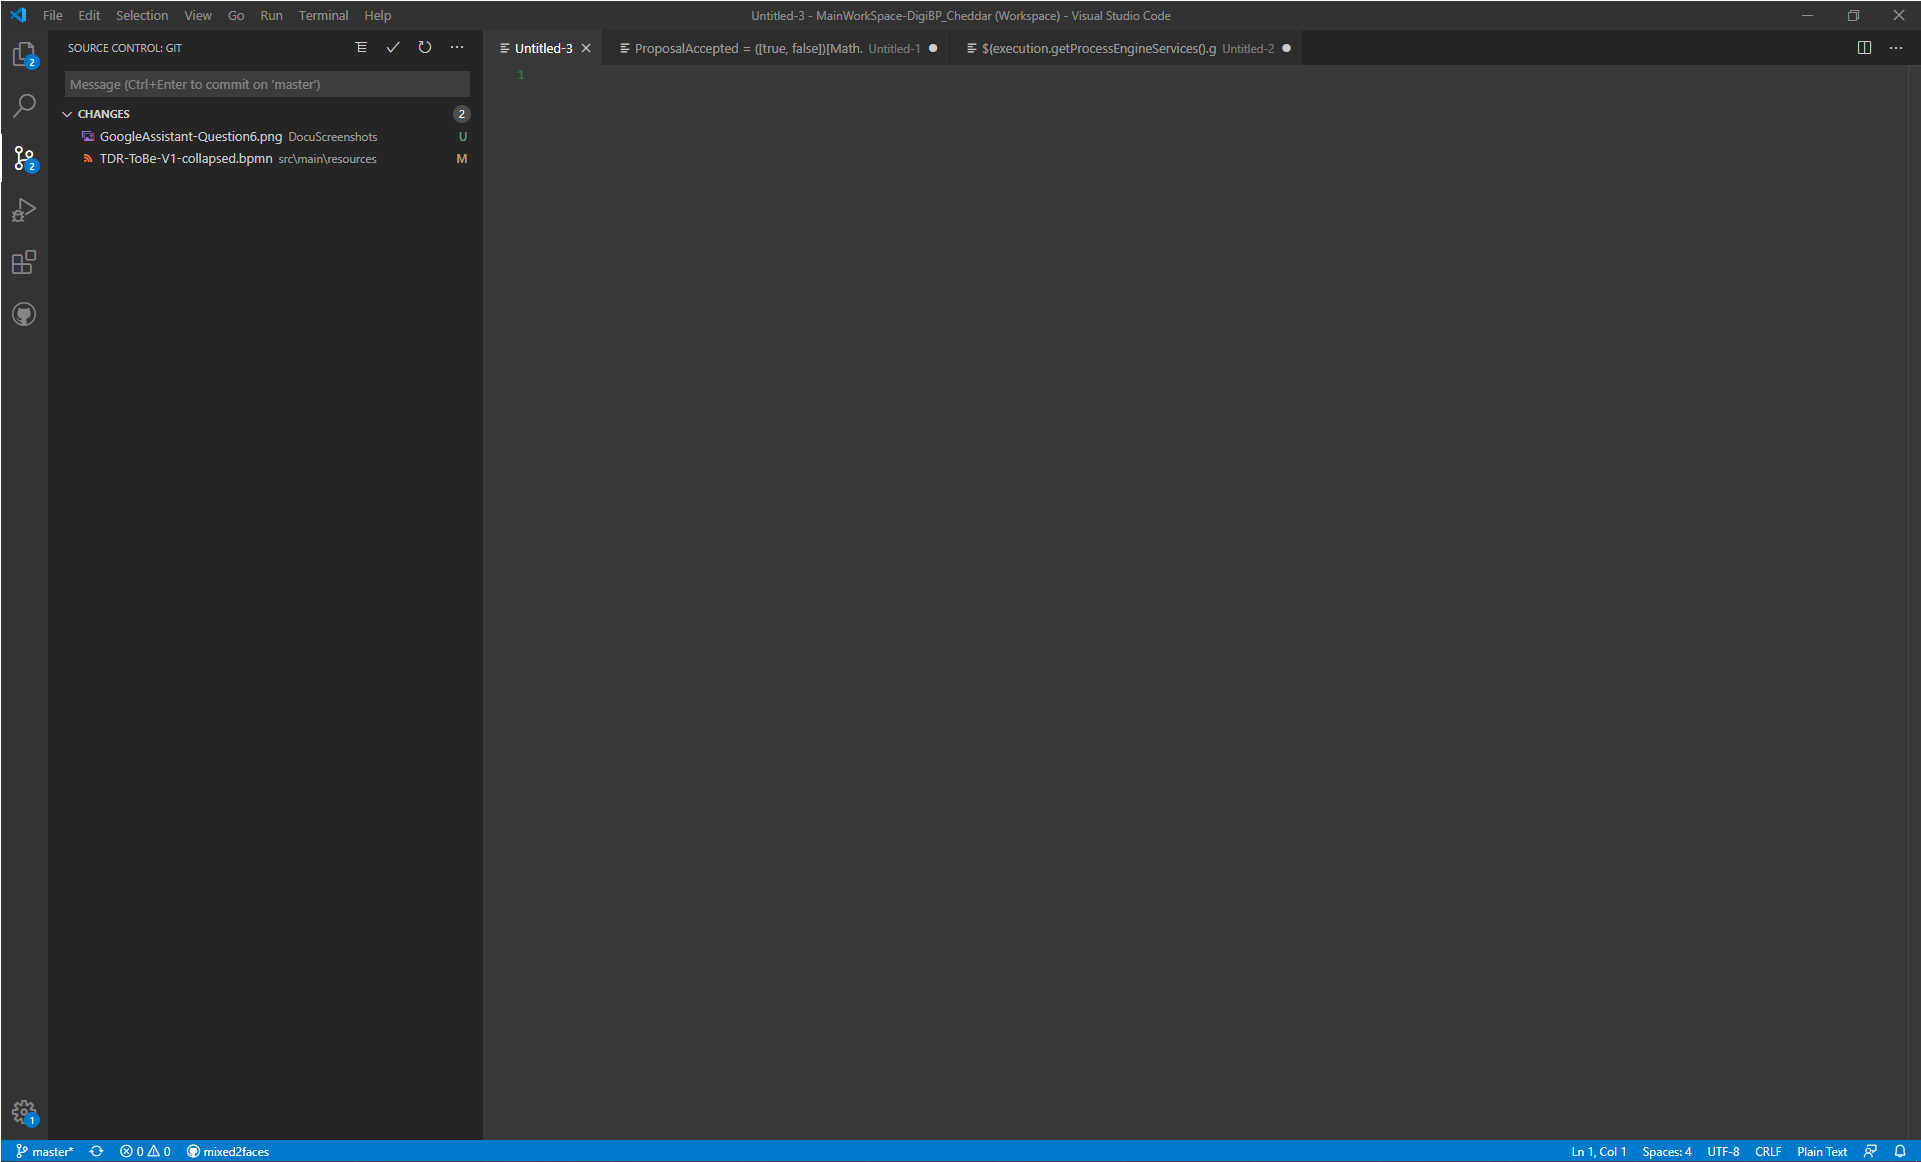 File Edit Selection View Go Run Terminal Help Untitled-3 - MainWorkSpace-DigiBP_Cheddar (Workspace) - Visual Studio Code
SOURCE CONTROL: GIT
Untitled-3
ProposalAccepted = ([true, false])[Math. Untitled-1
${execution.getProcessEngineServices().g Untitled-2
2
Message (Ctrl+Enter to commit on 'master')
1
CHANGES 2
GoogleAssistant-Question6.png DocuScreenshots U
TDR-ToBe-V1-collapsed.bpmn src\main\resources M
2
1
master* 0 0 mixed2faces Ln 1, Col 1 Spaces: 4 UTF-8 CRLF Plain Text